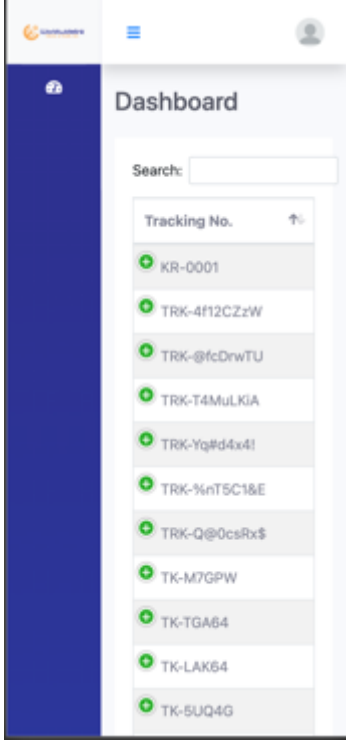 Dashboard
Search:
Tracking No.
KR-0001
TRK-4f12CZzW
TRK-@fcDrwTU
TRK-T4MuLKiA
TRK-Yq#d4x4!
TRK-%nT5C1&E
TRK-Q@0csRx$
TK-M7GPW
TK-TGA64
TK-LAK64
TK-5UQ4G